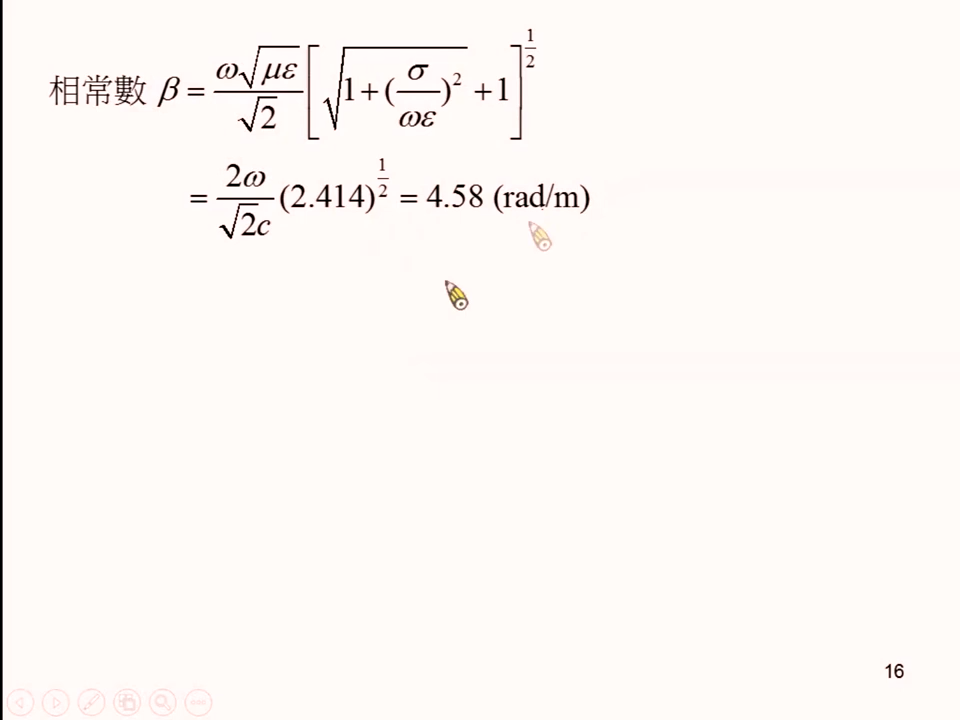 相常數 β = ω√με / √2 [ √1+(σ/ωε)² +1 ]^1/2
= 2ω / √2c (2.414)^1/2 = 4.58 (rad/m)
16